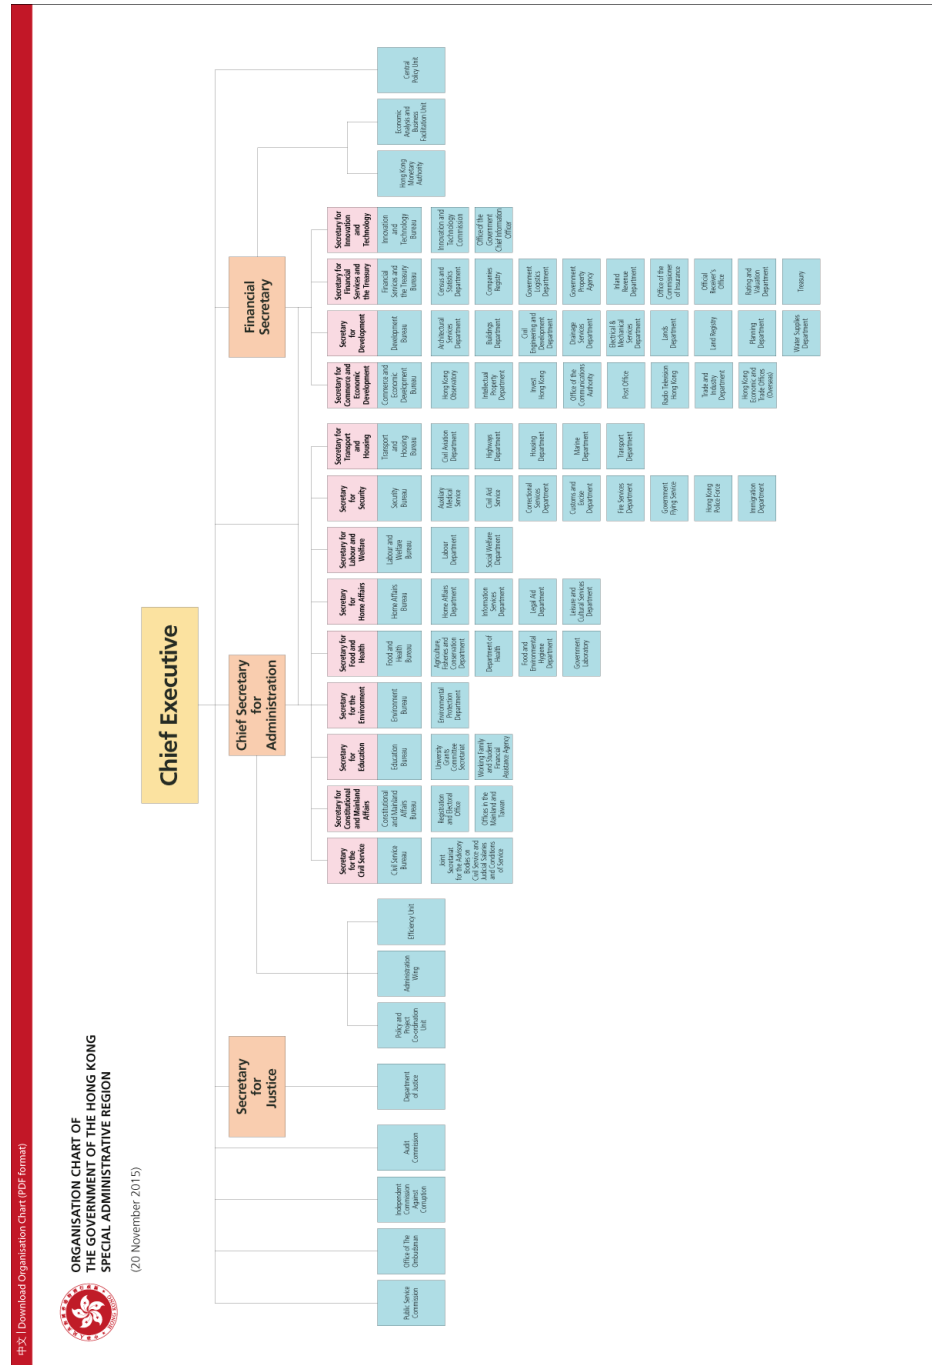 中文 | Download Organisation Chart (PDF format)
ORGANISATION CHART OF
THE GOVERNMENT OF THE HONG KONG
SPECIAL ADMINISTRATIVE REGION
(20 November 2015)
Chief Executive
Secretary
for
Justice
Chief Secretary
for
Administration
Financial
Secretary
Public Service
Commission
Office of The
Ombudsman
Independent
Commission
Against
Corruption
Audit
Commission
Department
of Justice
Policy and
Project
Co-ordination
Unit
Administration
Wing
Efficiency Unit
Secretary
for the
Civil Service
Civil Service
Bureau
Joint
Secretariat
for the Advisory
Bodies on
Civil Service and
Judicial Salaries
and Conditions
of Service
Secretary for
Constitutional
and Mainland
Affairs
Constitutional
and Mainland
Affairs
Bureau
Registration
and Electoral
Office
Offices in the
Mainland and
Taiwan
Secretary
for
Education
Education
Bureau
University
Grants
Committee
Secretariat
Working Family
and Student
Financial
Assistance Agency
Secretary
for the
Environment
Environment
Bureau
Environmental
Protection
Department
Secretary for
Food and
Health
Food and
Health
Bureau
Agriculture,
Fisheries and
Conservation
Department
Department of
Health
Food and
Environmental
Hygiene
Department
Government
Laboratory
Secretary
for
Home Affairs
Home Affairs
Bureau
Home Affairs
Department
Information
Services
Department
Legal Aid
Department
Leisure and
Cultural Services
Department
Secretary for
Labour and
Welfare
Labour and
Welfare
Bureau
Labour
Department
Social Welfare
Department
Secretary
for
Security
Security
Bureau
Auxiliary
Medical
Service
Civil Aid
Service
Correctional
Services
Department
Customs and
Excise
Department
Fire Services
Department
Government
Flying Service
Hong Kong
Police Force
Immigration
Department
Secretary for
Transport
and
Housing
Transport
and
Housing
Bureau
Civil Aviation
Department
Highways
Department
Housing
Department
Marine
Department
Transport
Department
Secretary for
Commerce and
Economic
Development
Commerce and
Economic
Development
Bureau
Hong Kong
Observatory
Intellectual
Property
Department
Invest
Hong Kong
Office of the
Communications
Authority
Post Office
Radio Television
Hong Kong
Trade and
Industry
Department
Hong Kong
Economic and
Trade Offices
(Overseas)
Secretary
for
Development
Development
Bureau
Architectural
Services
Department
Buildings
Department
Civil
Engineering and
Development
Department
Drainage
Services
Department
Electrical &
Mechanical
Services
Department
Lands
Department
Land Registry
Planning
Department
Water Supplies
Department
Secretary for
Financial
Services and
the Treasury
Financial
Services and
the Treasury
Bureau
Census and
Statistics
Department
Companies
Registry
Government
Logistics
Department
Government
Property
Agency
Inland
Revenue
Department
Office of the
Commissioner
of Insurance
Official
Receiver's
Office
Rating and
Valuation
Department
Treasury
Secretary for
Innovation
and
Technology
Innovation
and
Technology
Bureau
Innovation and
Technology
Commission
Office of the
Government
Chief Information
Officer
Hong Kong
Monetary
Authority
Economic
Analysis and
Business
Facilitation Unit
Central
Policy Unit